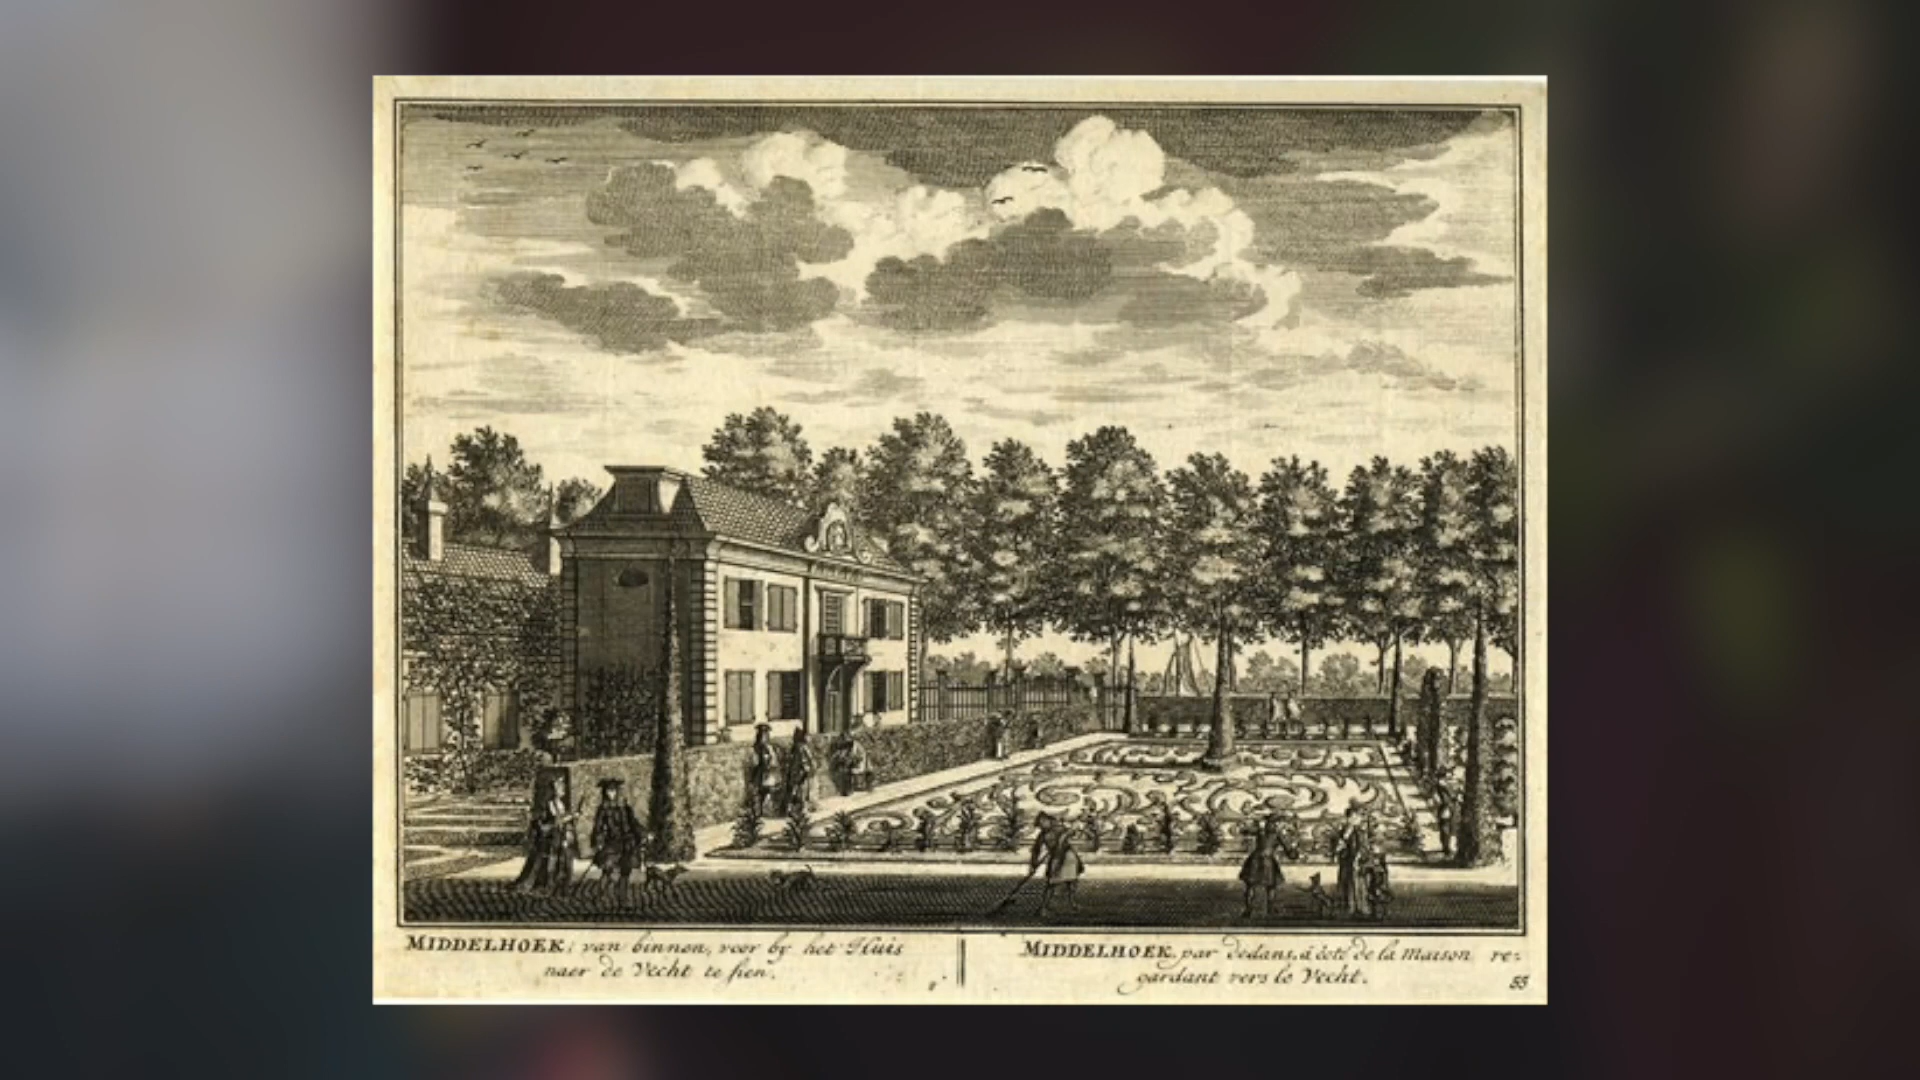 MIDDELHOEK; van binnen, voor by het Huis
naer de Vecht te sien.
MIDDELHOEK, par dedans, à coté de la Maison re-
gardant vers le Vecht.
55